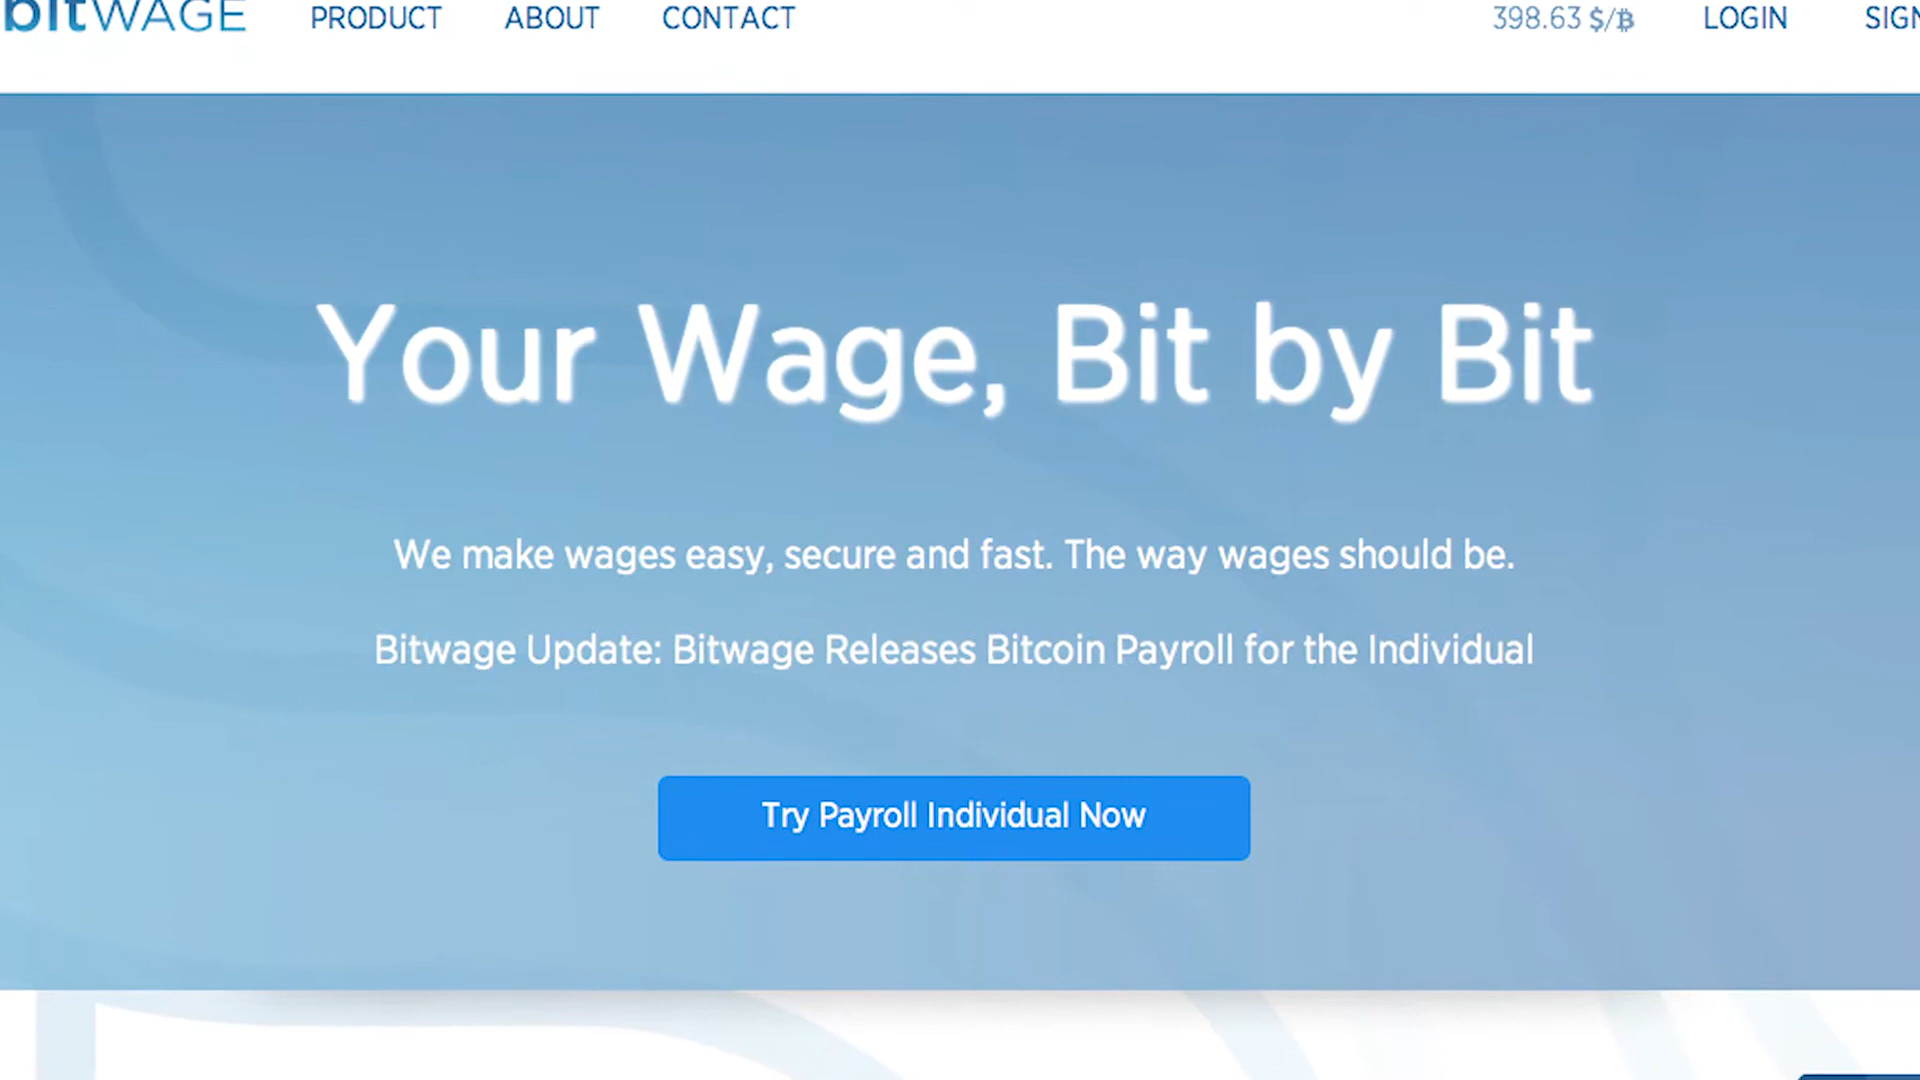 bitWAGE PRODUCT ABOUT CONTACT 398.63 $/₿ LOGIN SIGN
Your Wage, Bit by Bit
We make wages easy, secure and fast. The way wages should be.
Bitwage Update: Bitwage Releases Bitcoin Payroll for the Individual
Try Payroll Individual Now